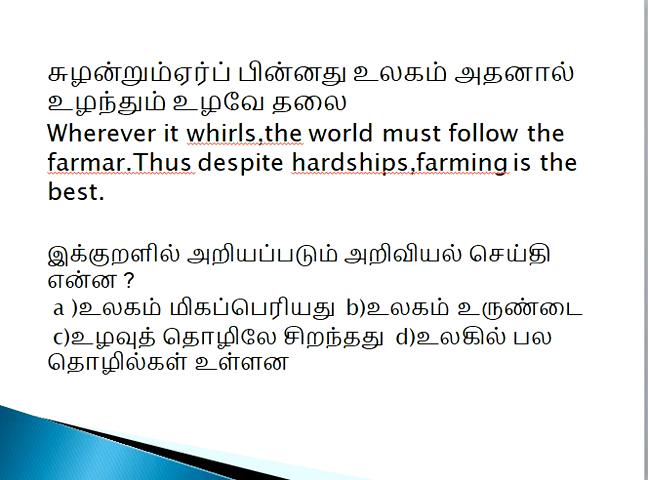 சுழன்றும்ஏர்ப் பின்னது உலகம் அதனால்
உழந்தும் உழவே தலை
Wherever it whirls,the world must follow the
farmar.Thus despite hardships,farming is the
best.
இக்குறளில் அறியப்படும் அறிவியல் செய்தி
என்ன ?
a )உலகம் மிகப்பெரியது b)உலகம் உருண்டை
c)உழவுத் தொழிலே சிறந்தது d)உலகில் பல
தொழில்கள் உள்ளன